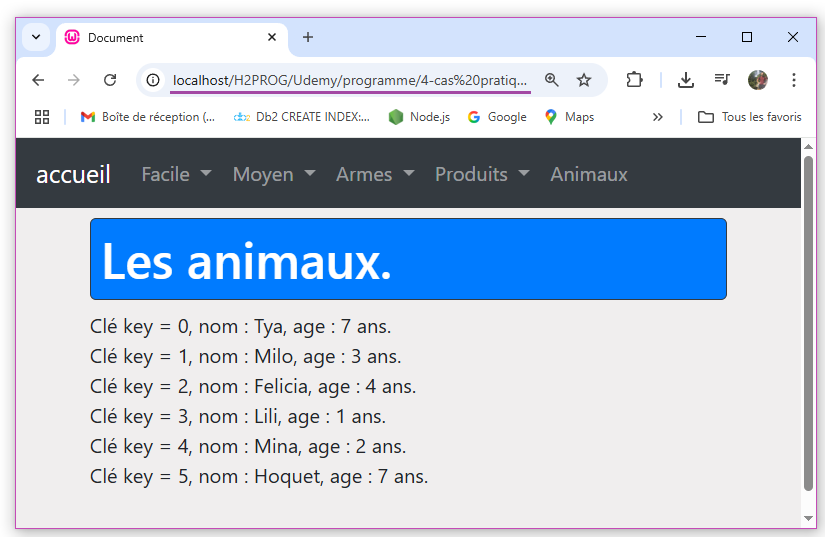 Document
localhost/H2PROG/Udemy/programme/4-cas%20pratiq...
Boîte de réception (... Db2 CREATE INDEX:... Node.js Google Maps Tous les favoris
accueil Facile Moyen Armes Produits Animaux
Les animaux.
Clé key = 0, nom : Tya, age : 7 ans.
Clé key = 1, nom : Milo, age : 3 ans.
Clé key = 2, nom : Felicia, age : 4 ans.
Clé key = 3, nom : Lili, age : 1 ans.
Clé key = 4, nom : Mina, age : 2 ans.
Clé key = 5, nom : Hoquet, age : 7 ans.